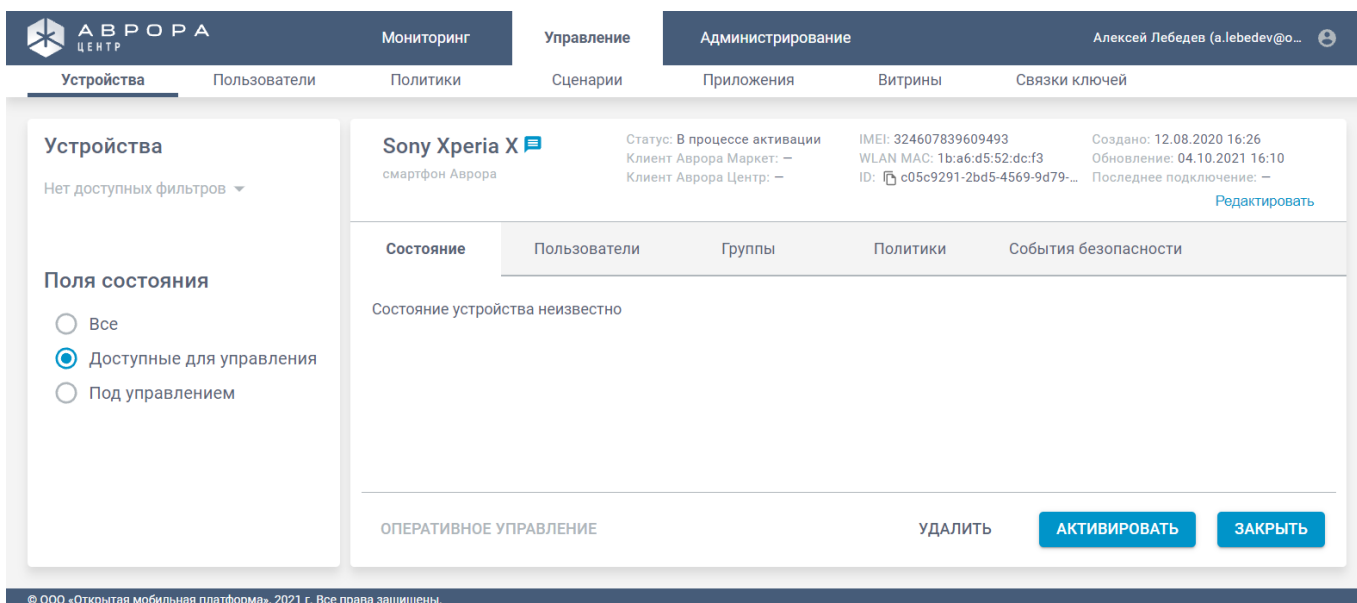 АВРОРА
ЦЕНТР
Мониторинг
Управление
Администрирование
Алексей Лебедев (a.lebedev@o...
Устройства
Пользователи
Политики
Сценарии
Приложения
Витрины
Связки ключей
Устройства
Нет доступных фильтров
Поля состояния
Все
Доступные для управления
Под управлением
Sony Xperia X
смартфон Аврора
Статус: В процессе активации
Клиент Аврора Маркет: —
Клиент Аврора Центр: —
IMEI: 324607839609493
WLAN MAC: 1b:a6:d5:52:dc:f3
ID: c05c9291-2bd5-4569-9d79-...
Создано: 12.08.2020 16:26
Обновление: 04.10.2021 16:10
Последнее подключение: —
Редактировать
Состояние
Пользователи
Группы
Политики
События безопасности
Состояние устройства неизвестно
ОПЕРАТИВНОЕ УПРАВЛЕНИЕ
УДАЛИТЬ
АКТИВИРОВАТЬ
ЗАКРЫТЬ
© ООО «Открытая мобильная платформа», 2021 г. Все права защищены.